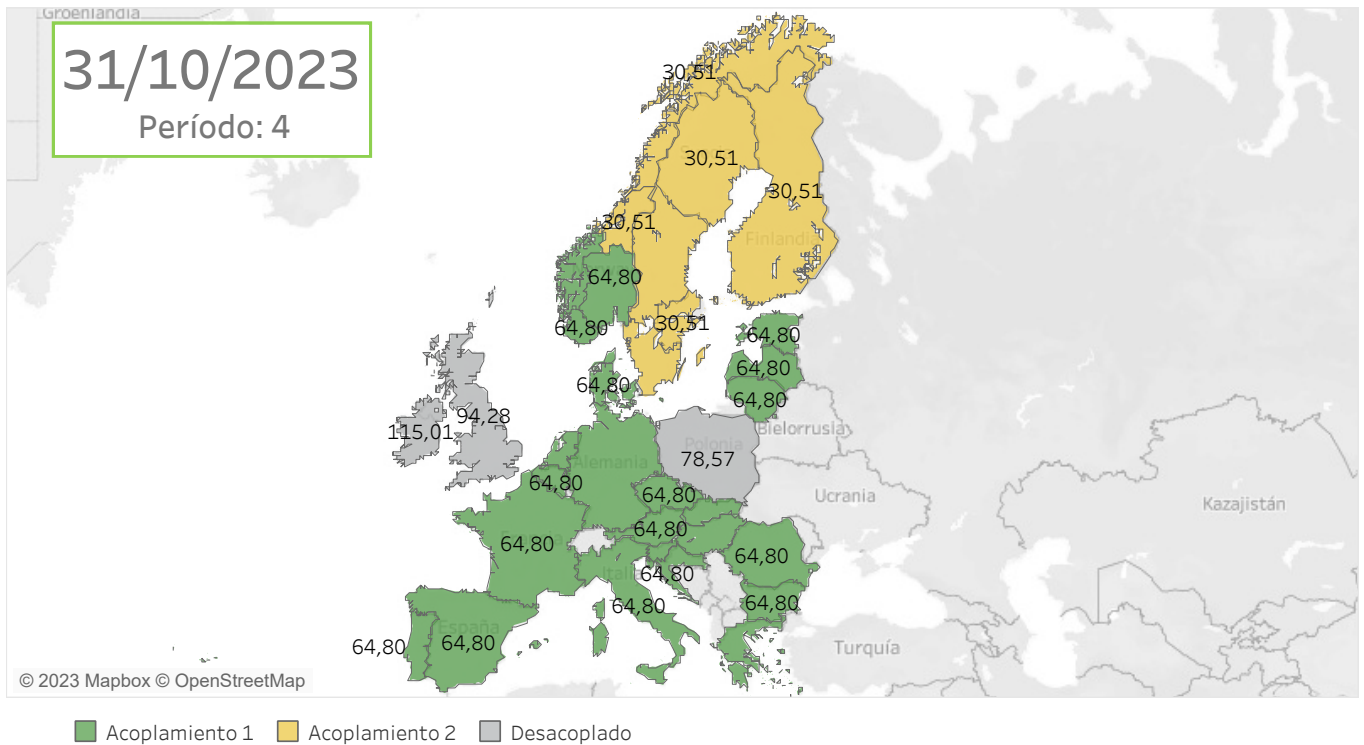 Groenlandia
31/10/2023
Período: 4
30,51
30,51
30,51
30,51
Finlandia
64,80
64,80
30,51
64,80
64,80
64,80
64,80
94,28
115,01
Bielorrusia
Polonia
78,57
Alemania
64,80
64,80
Ucrania
Kazajistán
64,80
64,80
64,80
Italia
64,80
64,80
64,80
España
64,80
64,80
Turquía
© 2023 Mapbox © OpenStreetMap
Acoplamiento 1
Acoplamiento 2
Desacoplado